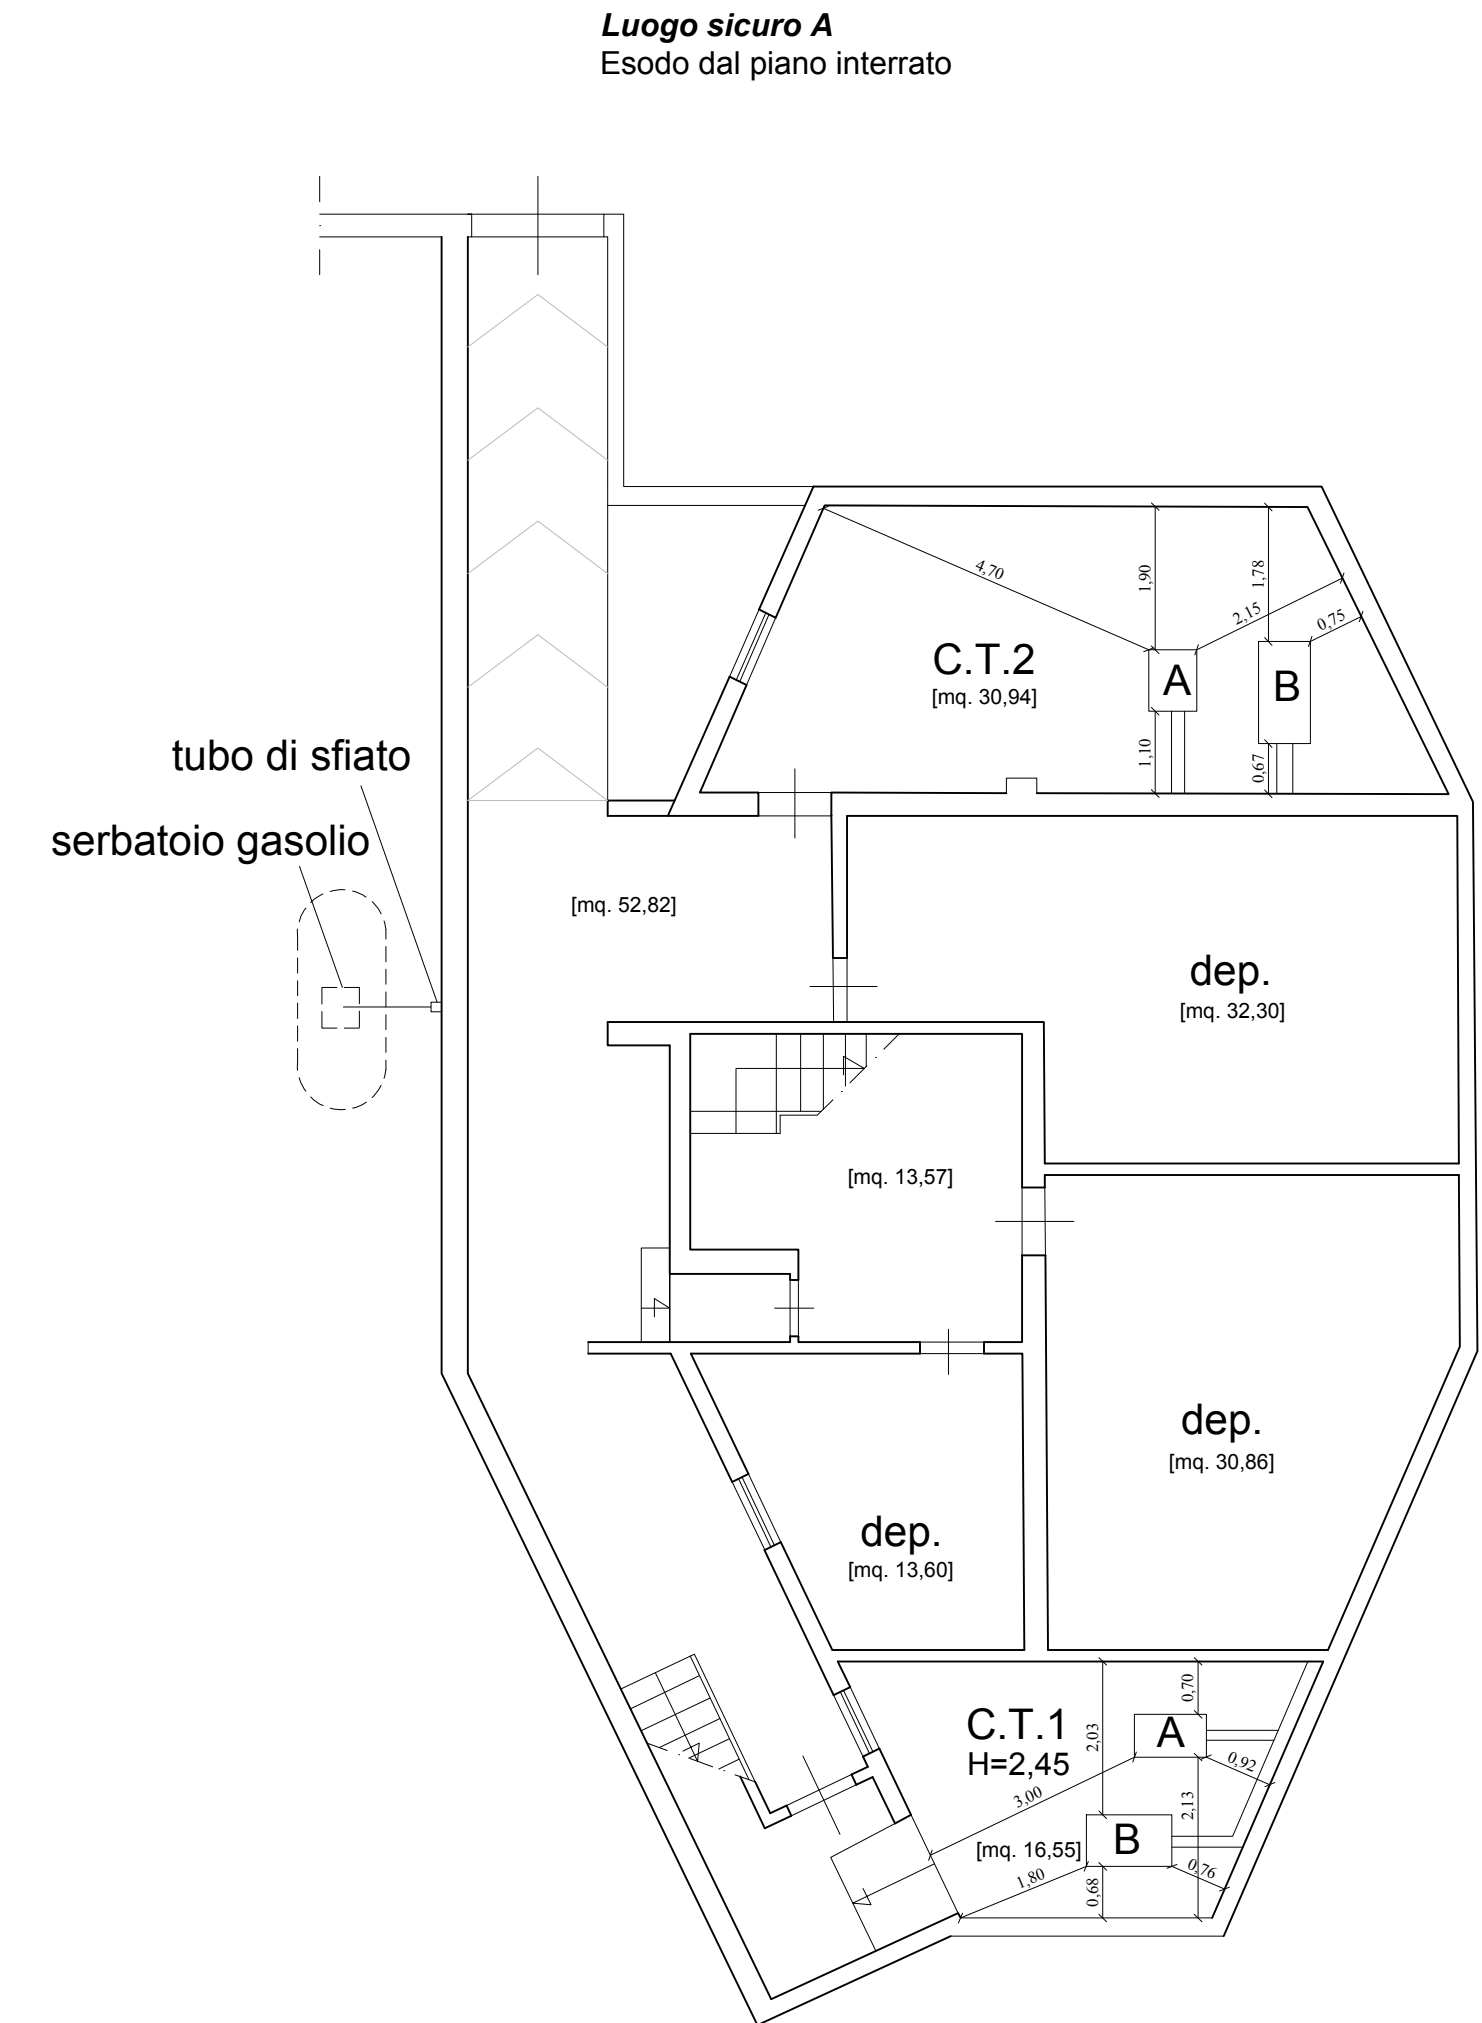 Luogo sicuro A
Esodo dal piano interrato
4,70
1,90
1,78
2,15
0,75
C.T.2
[mq. 30,94]
A
B
1,10
0,67
tubo di sfiato
serbatoio gasolio
[mq. 52,82]
dep.
[mq. 32,30]
[mq. 13,57]
dep.
[mq. 30,86]
dep.
[mq. 13,60]
C.T.1
H=2,45
2,03
0,70
A
0,92
3,00
2,13
[mq. 16,55]
B
1,80
0,68
0,76